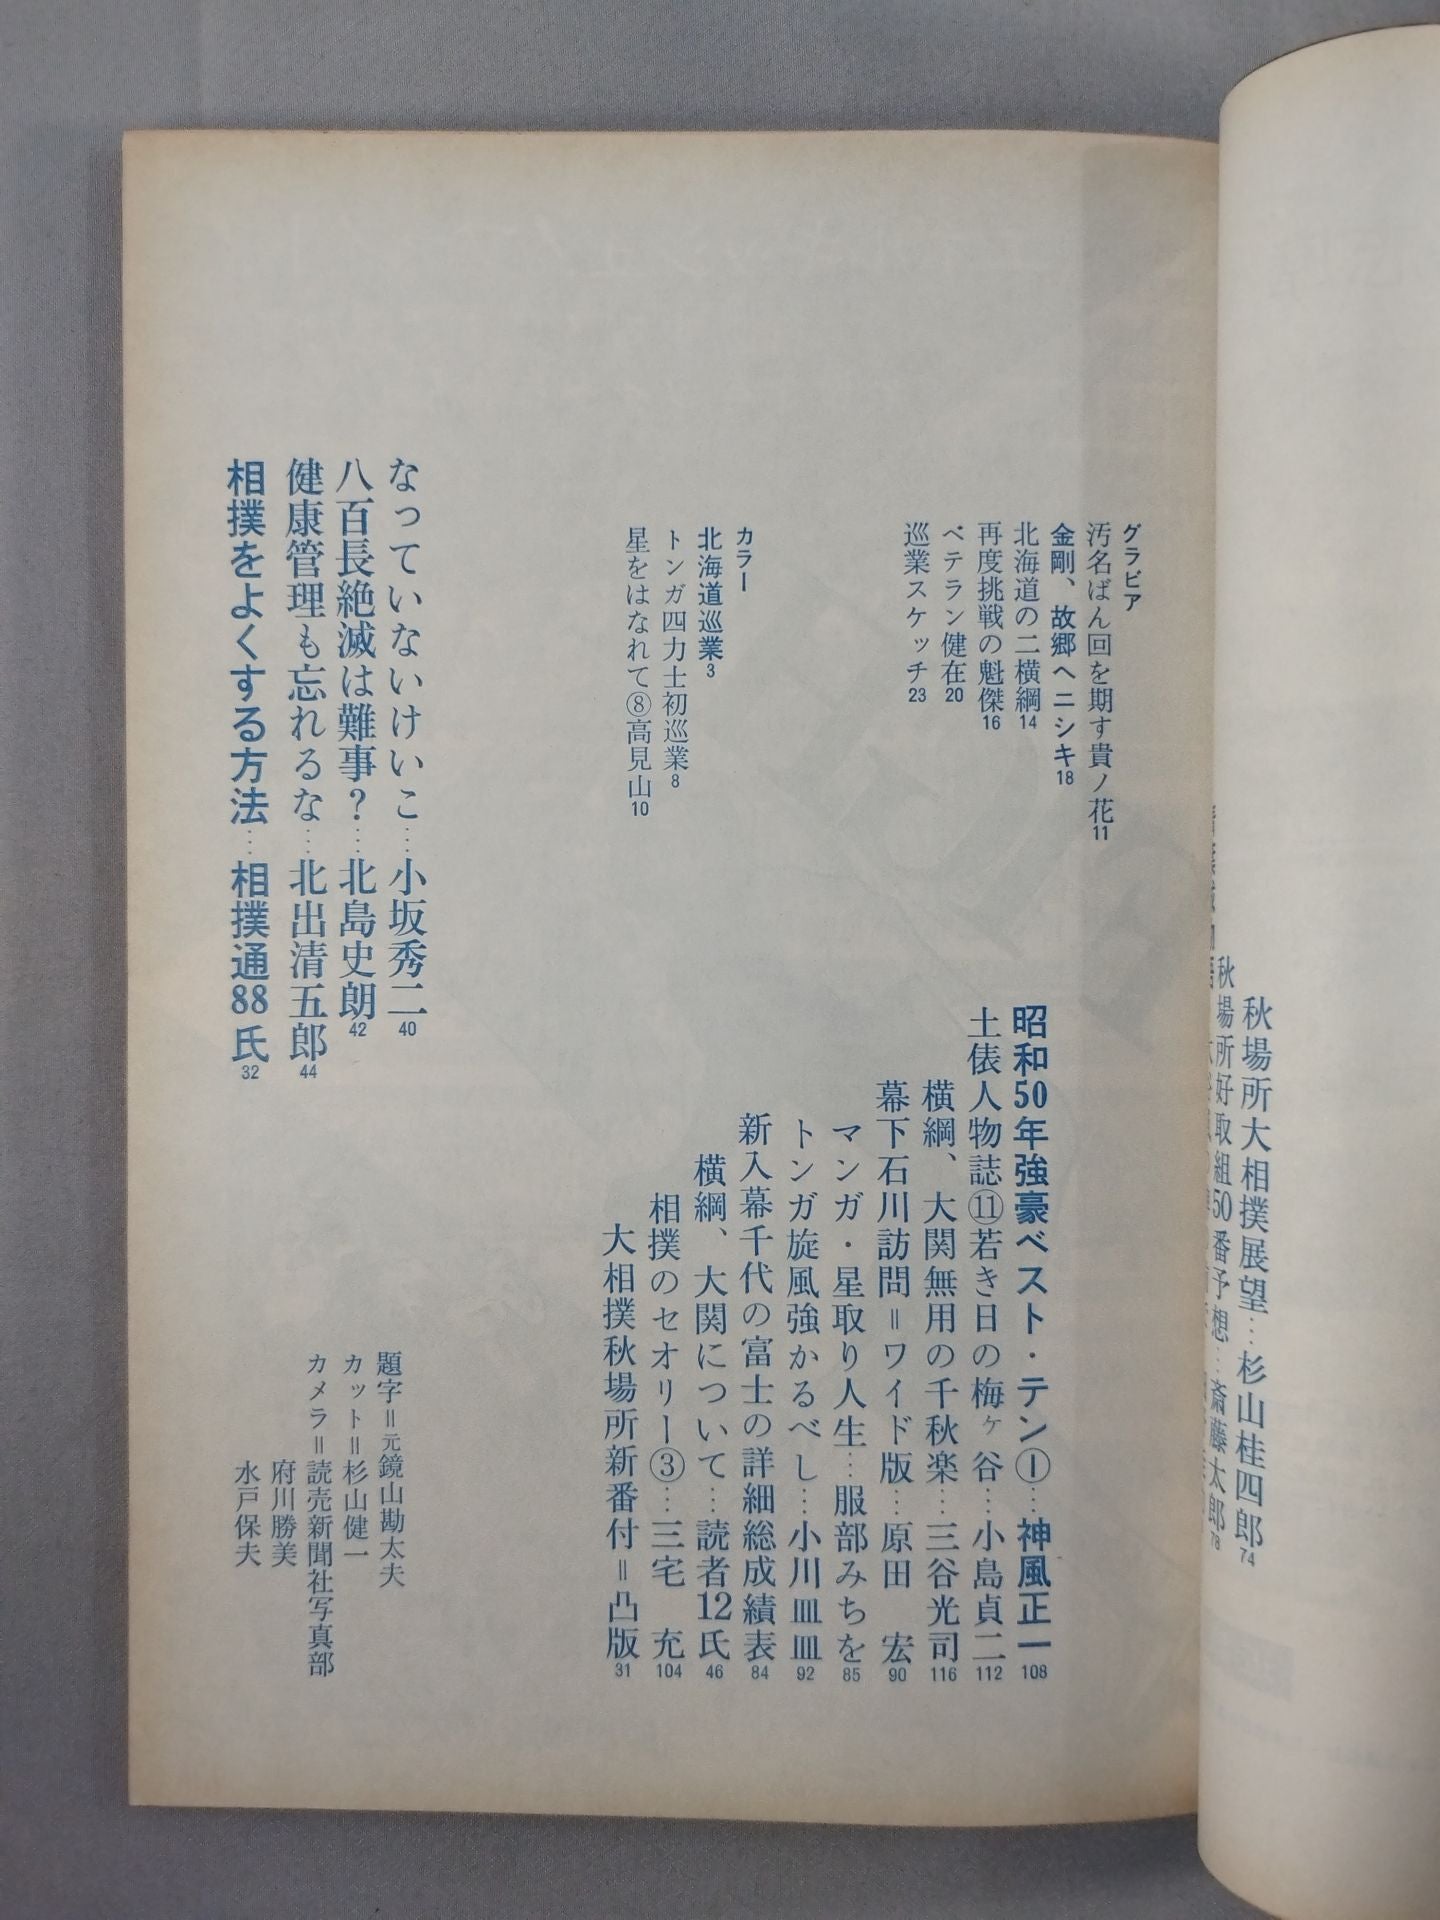 秋場所大相撲展望…杉山桂四郎74
秋場所好取組50番予想…斎藤太郎78
グラビア
汚名ばん回を期す貴ノ花11
金剛、故郷へニシキ18
北海道の二横綱14
再度挑戦の魁傑16
ベテラン健在20
巡業スケッチ23
カラー
北海道巡業3
トンガ四力士初巡業8
星をはなれて⑧高見山10
昭和50年強豪ベスト・テン①…神風正一108
土俵人物誌⑪若き日の梅ヶ谷…小島貞二112
横綱、大関無用の千秋楽…三谷光司116
幕下石川訪問=ワイド版…原田 宏90
マンガ・星取り人生…服部みちを85
トンガ旋風強かるべし…小川皿皿92
新入幕千代の富士の詳細総成績表84
横綱、大関について…読者12氏46
相撲のセオリー③…三宅 充104
大相撲秋場所新番付=凸版31
なっていないけいこ…小坂秀二40
八百長絶滅は難事?…北島史朗42
健康管理も忘れるな…北出清五郎44
相撲をよくする方法…相撲通88氏32
題字=元鏡山勘太夫
カット=杉山健一
カメラ=読売新聞社写真部
府川勝美
水戸保夫